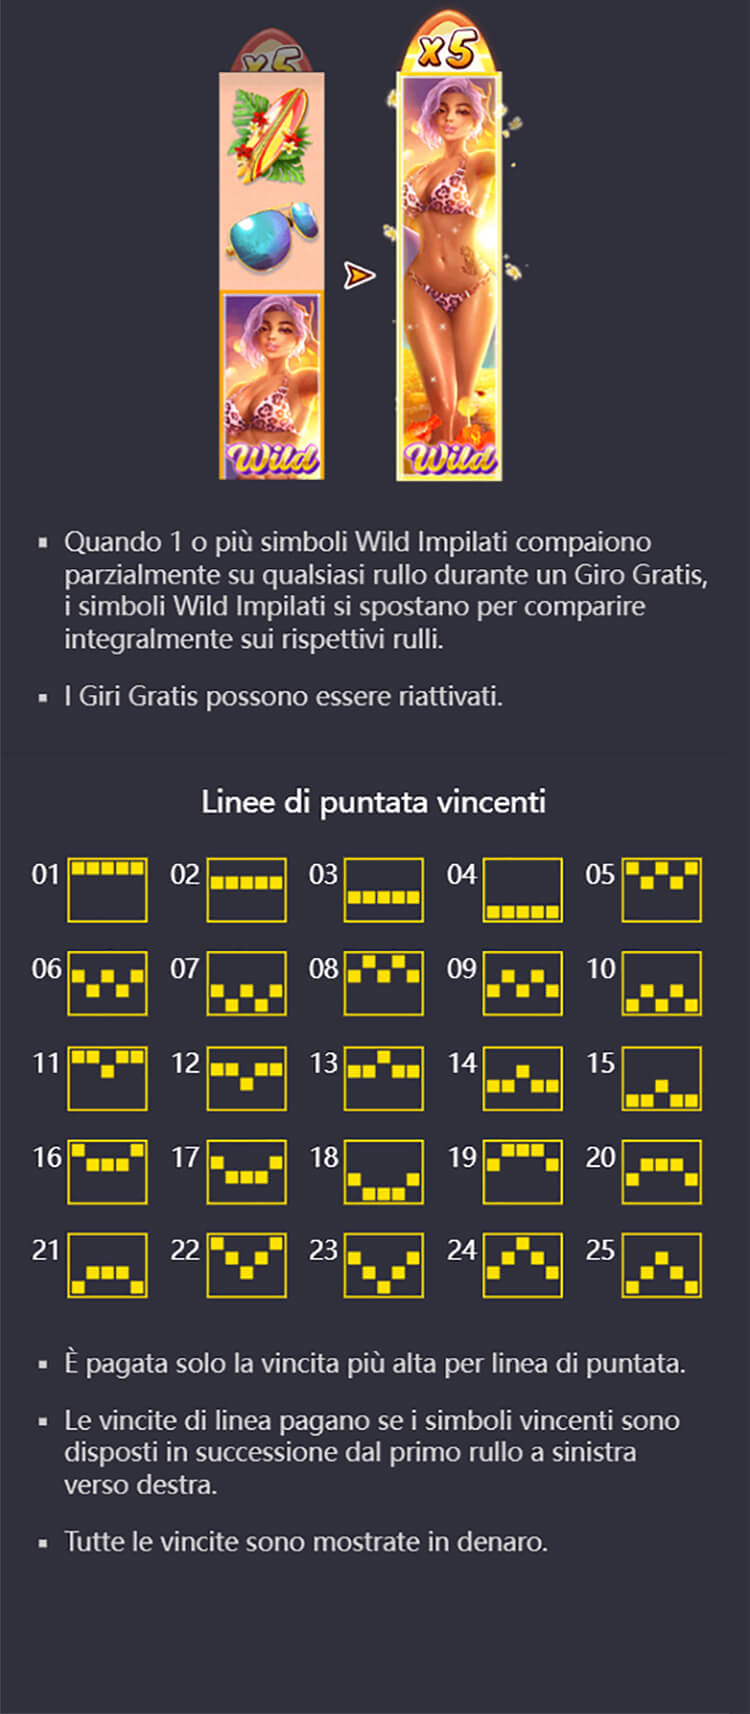 x5
x5
Wild
Wild
▪ Quando 1 o più simboli Wild Impilati compaiono
parzialmente su qualsiasi rullo durante un Giro Gratis,
i simboli Wild Impilati si spostano per comparire
integralmente sui rispettivi rulli.
▪ I Giri Gratis possono essere riattivati.
Linee di puntata vincenti
01 02 03 04 05
06 07 08 09 10
11 12 13 14 15
16 17 18 19 20
21 22 23 24 25
▪ È pagata solo la vincita più alta per linea di puntata.
▪ Le vincite di linea pagano se i simboli vincenti sono
disposti in successione dal primo rullo a sinistra
verso destra.
▪ Tutte le vincite sono mostrate in denaro.